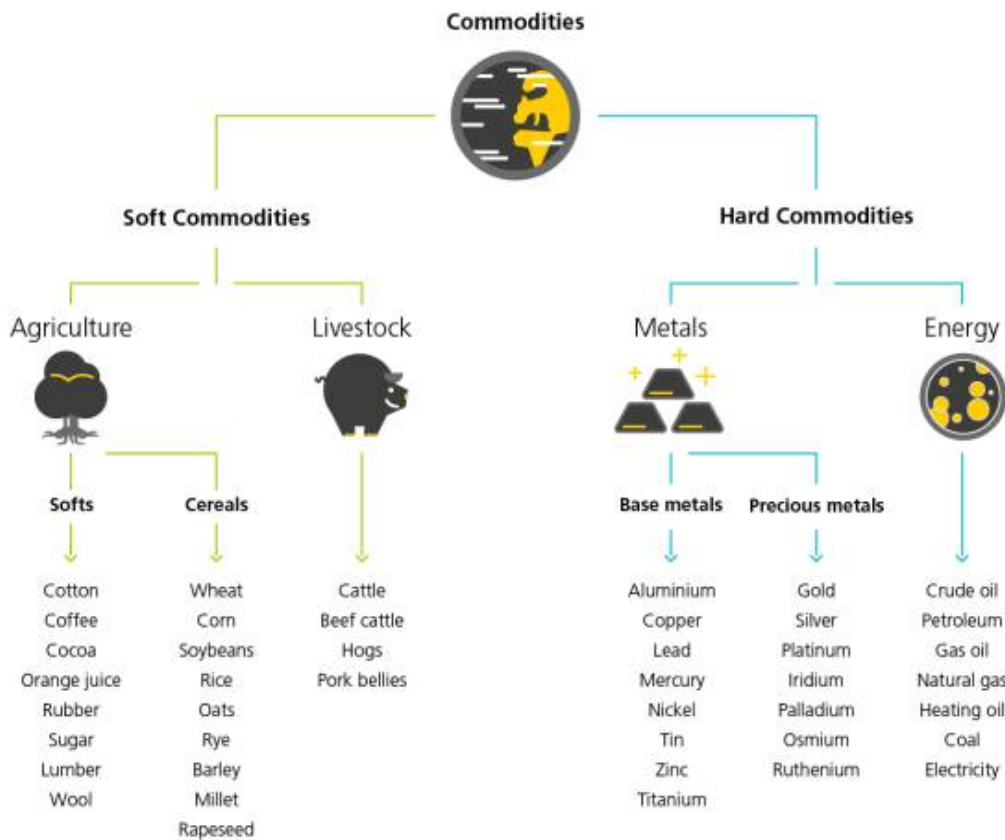 Commodities
Soft Commodities
Hard Commodities
Agriculture
Livestock
Metals
Energy
Softs
Cereals
Base metals
Precious metals
Cotton
Coffee
Cocoa
Orange juice
Rubber
Sugar
Lumber
Wool
Wheat
Corn
Soybeans
Rice
Oats
Rye
Barley
Millet
Rapeseed
Cattle
Beef cattle
Hogs
Pork bellies
Aluminium
Copper
Lead
Mercury
Nickel
Tin
Zinc
Titanium
Gold
Silver
Platinum
Iridium
Palladium
Osmium
Ruthenium
Crude oil
Petroleum
Gas oil
Natural gas
Heating oil
Coal
Electricity